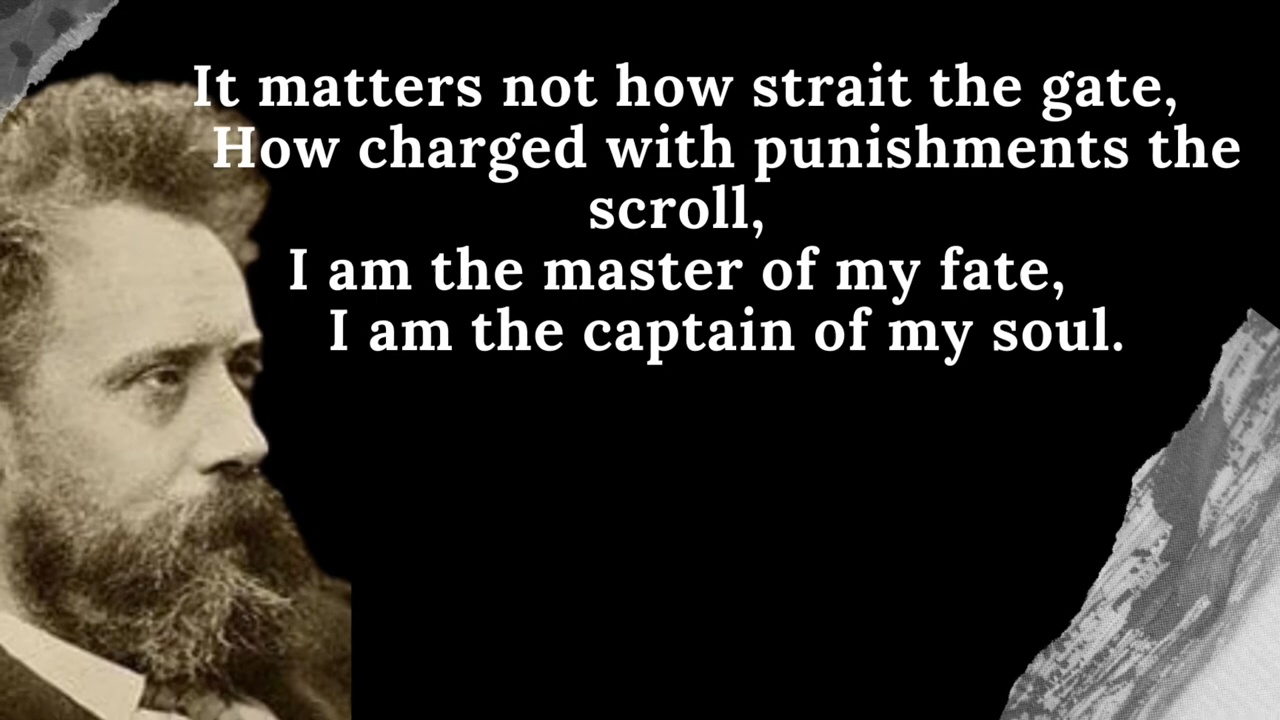 It matters not how strait the gate,
How charged with punishments the
scroll,
I am the master of my fate,
I am the captain of my soul.